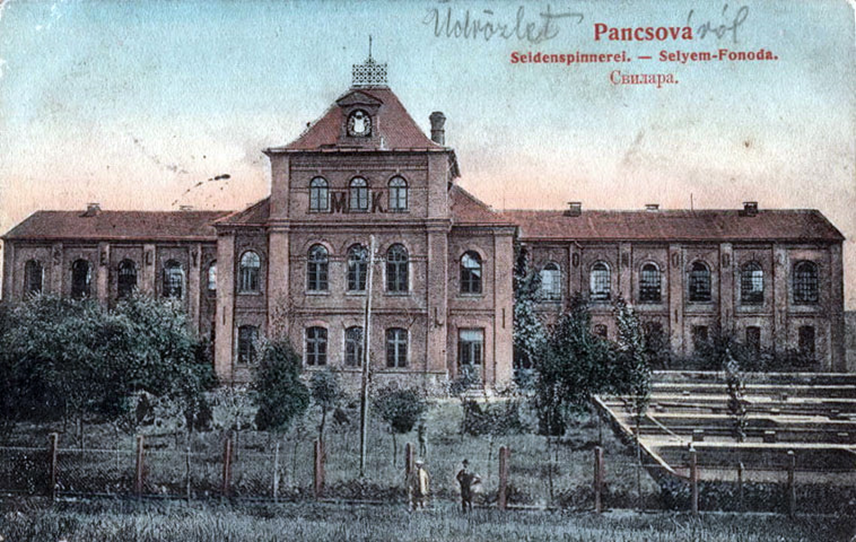 Üdvözlet Pancsováról
Seidenspinnerei. — Selyem-Fonoda.
Свилара.
M. K.